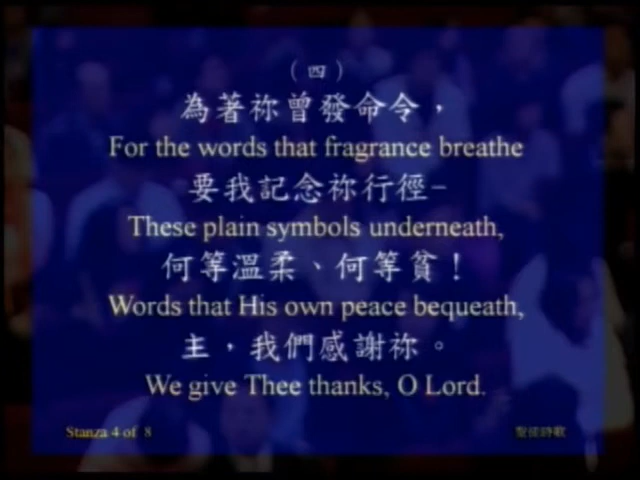 （四）
為著祢曾發命令，
For the words that fragrance breathe
要我記念祢行徑–
These plain symbols underneath,
何等溫柔、何等貧！
Words that His own peace bequeath,
主，我們感謝祢。
We give Thee thanks, O Lord.
Stanza 4 of 8